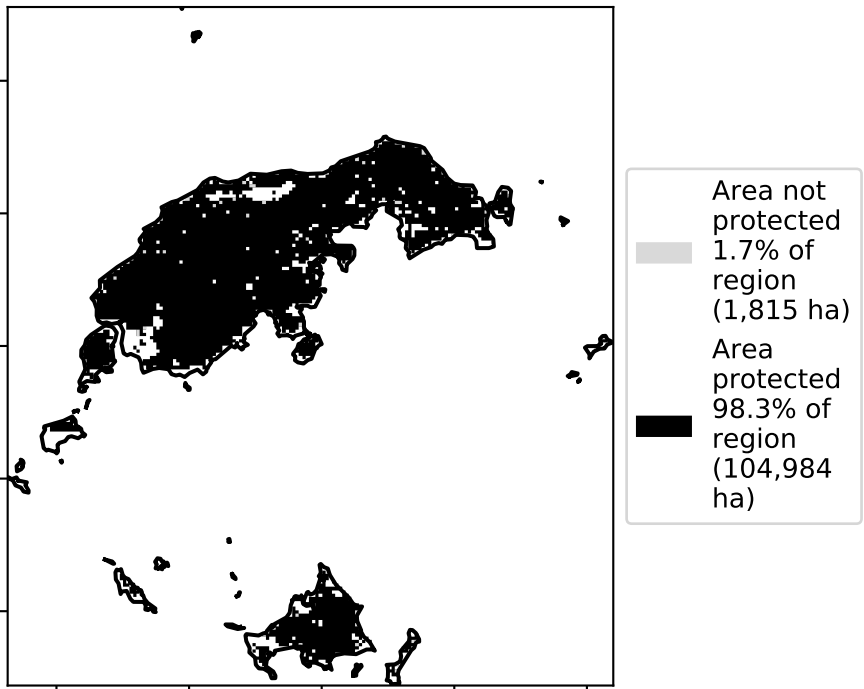 Area not
protected
1.7% of
region
(1,815 ha)
Area
protected
98.3% of
region
(104,984
ha)